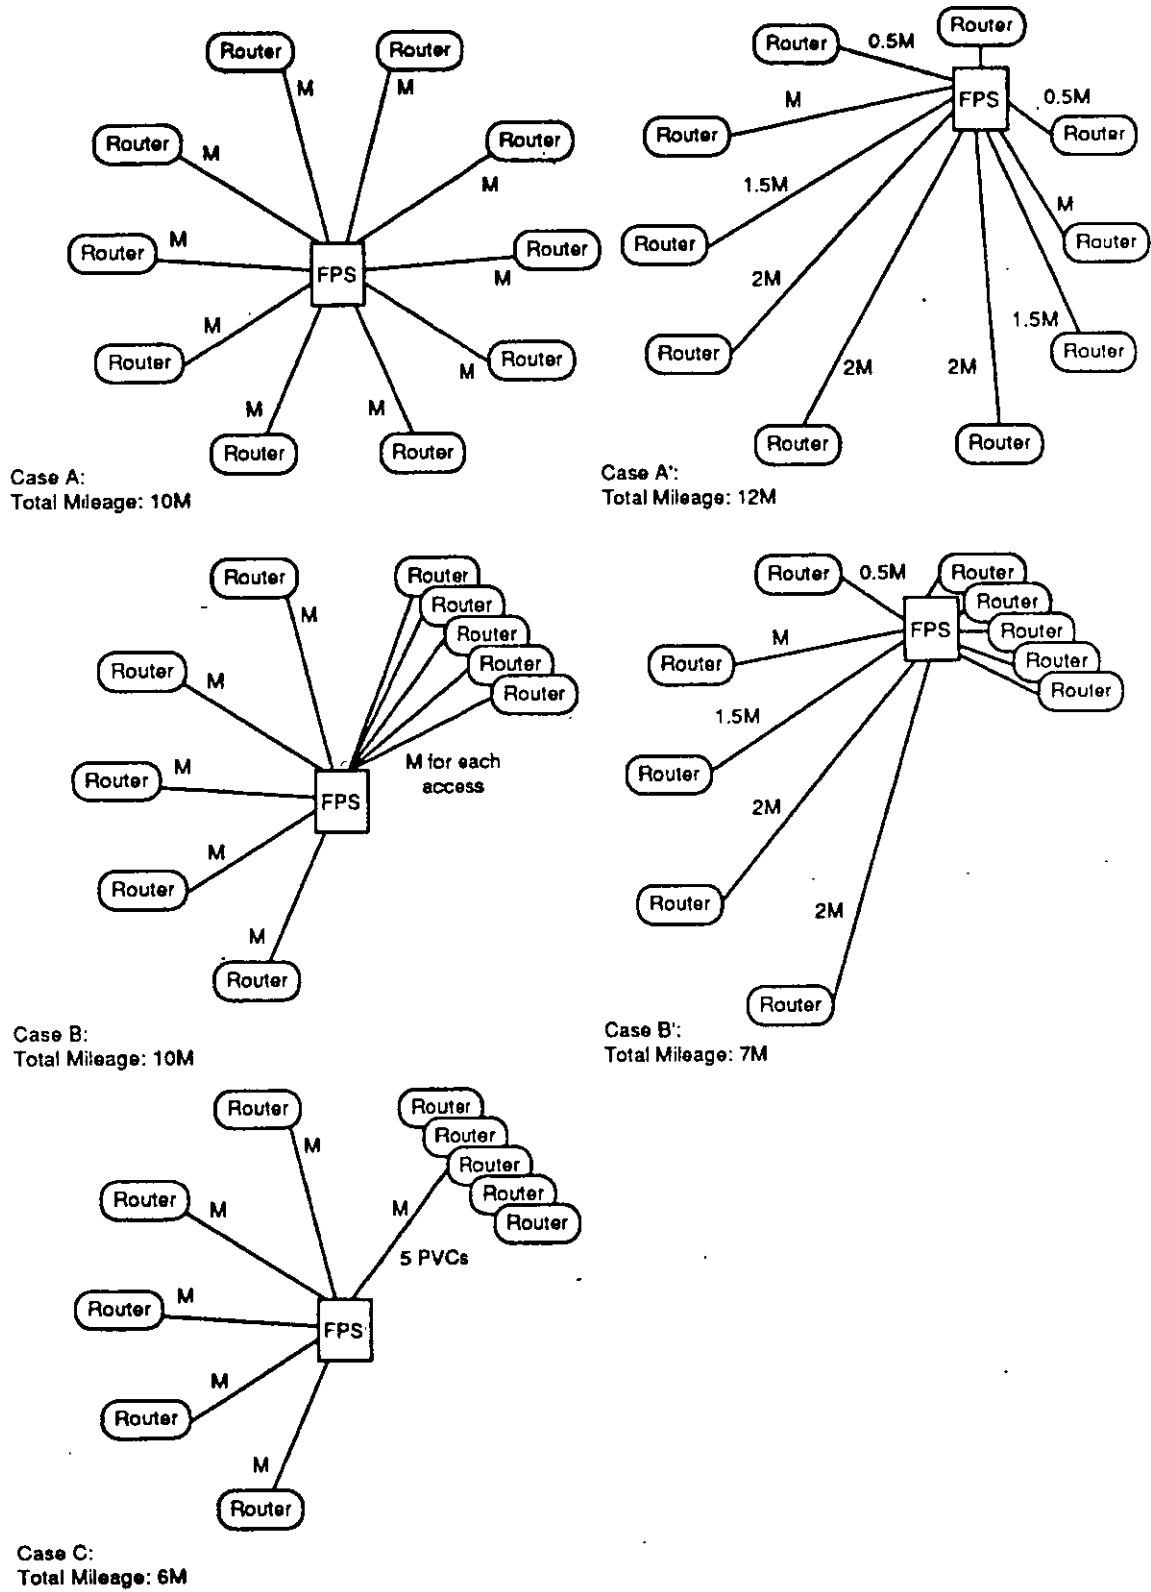 Router
Router
M
M
Router
Router
M
M
Router
Router
M
M
FPS
Router
Router
M
M
Router
Router
M
M
Case A:
Total Mileage: 10M
Router
Router
0.5M
FPS
Router
Router
M
0.5M
Router
Router
1.5M
M
Router
Router
2M
1.5M
Router
Router
2M
2M
Case A':
Total Mileage: 12M
Router
Router
Router
Router
Router
Router
M
M for each
access
Router
M
Router
M
FPS
Router
M
Router
M
Case B:
Total Mileage: 10M
Router
0.5M
Router
Router
Router
Router
Router
FPS
Router
M
Router
1.5M
Router
2M
Router
2M
Case B':
Total Mileage: 7M
Router
M
Router
Router
Router
Router
Router
M
5 PVCs
Router
M
Router
M
FPS
Router
M
Router
M
Case C:
Total Mileage: 6M